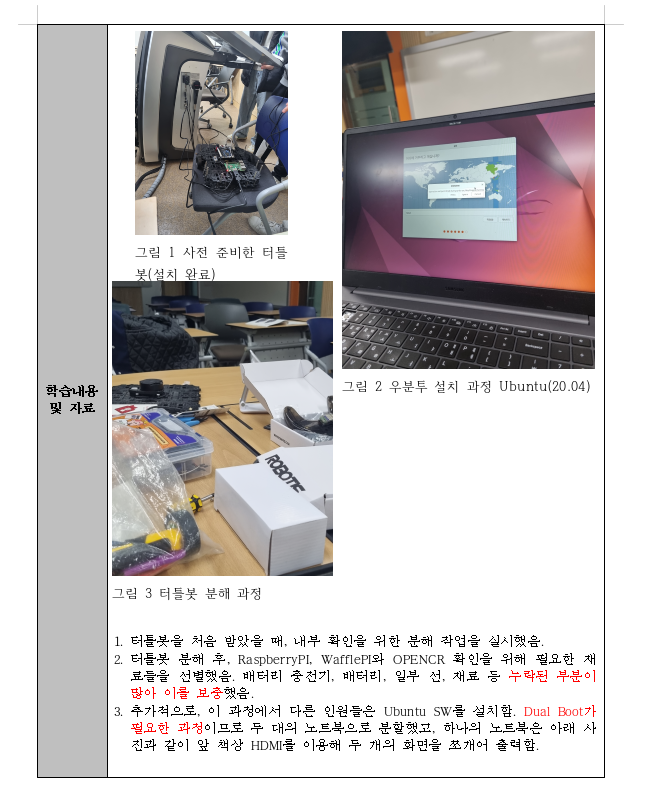 학습내용
및 자료
그림 1 사전 준비한 터틀
봇(설치 완료)
그림 2 우분투 설치 과정 Ubuntu(20.04)
ROBOTIS
그림 3 터틀봇 분해 과정
1. 터틀봇을 처음 받았을 때, 내부 확인을 위한 분해 작업을 실시했음.
2. 터틀봇 분해 후, RaspberryPI, WafflePI와 OPENCR 확인을 위해 필요한 재
료들을 선별했음. 배터리 충전기, 배터리, 일부 선, 재료 등 누락된 부분이
많아 이를 보충했음.
3. 추가적으로, 이 과정에서 다른 인원들은 Ubuntu SW를 설치함. Dual Boot가
필요한 과정이므로 두 대의 노트북으로 분할했고, 하나의 노트북은 아래 사
진과 같이 앞 책상 HDMI를 이용해 두 개의 화면을 쪼개어 출력함.